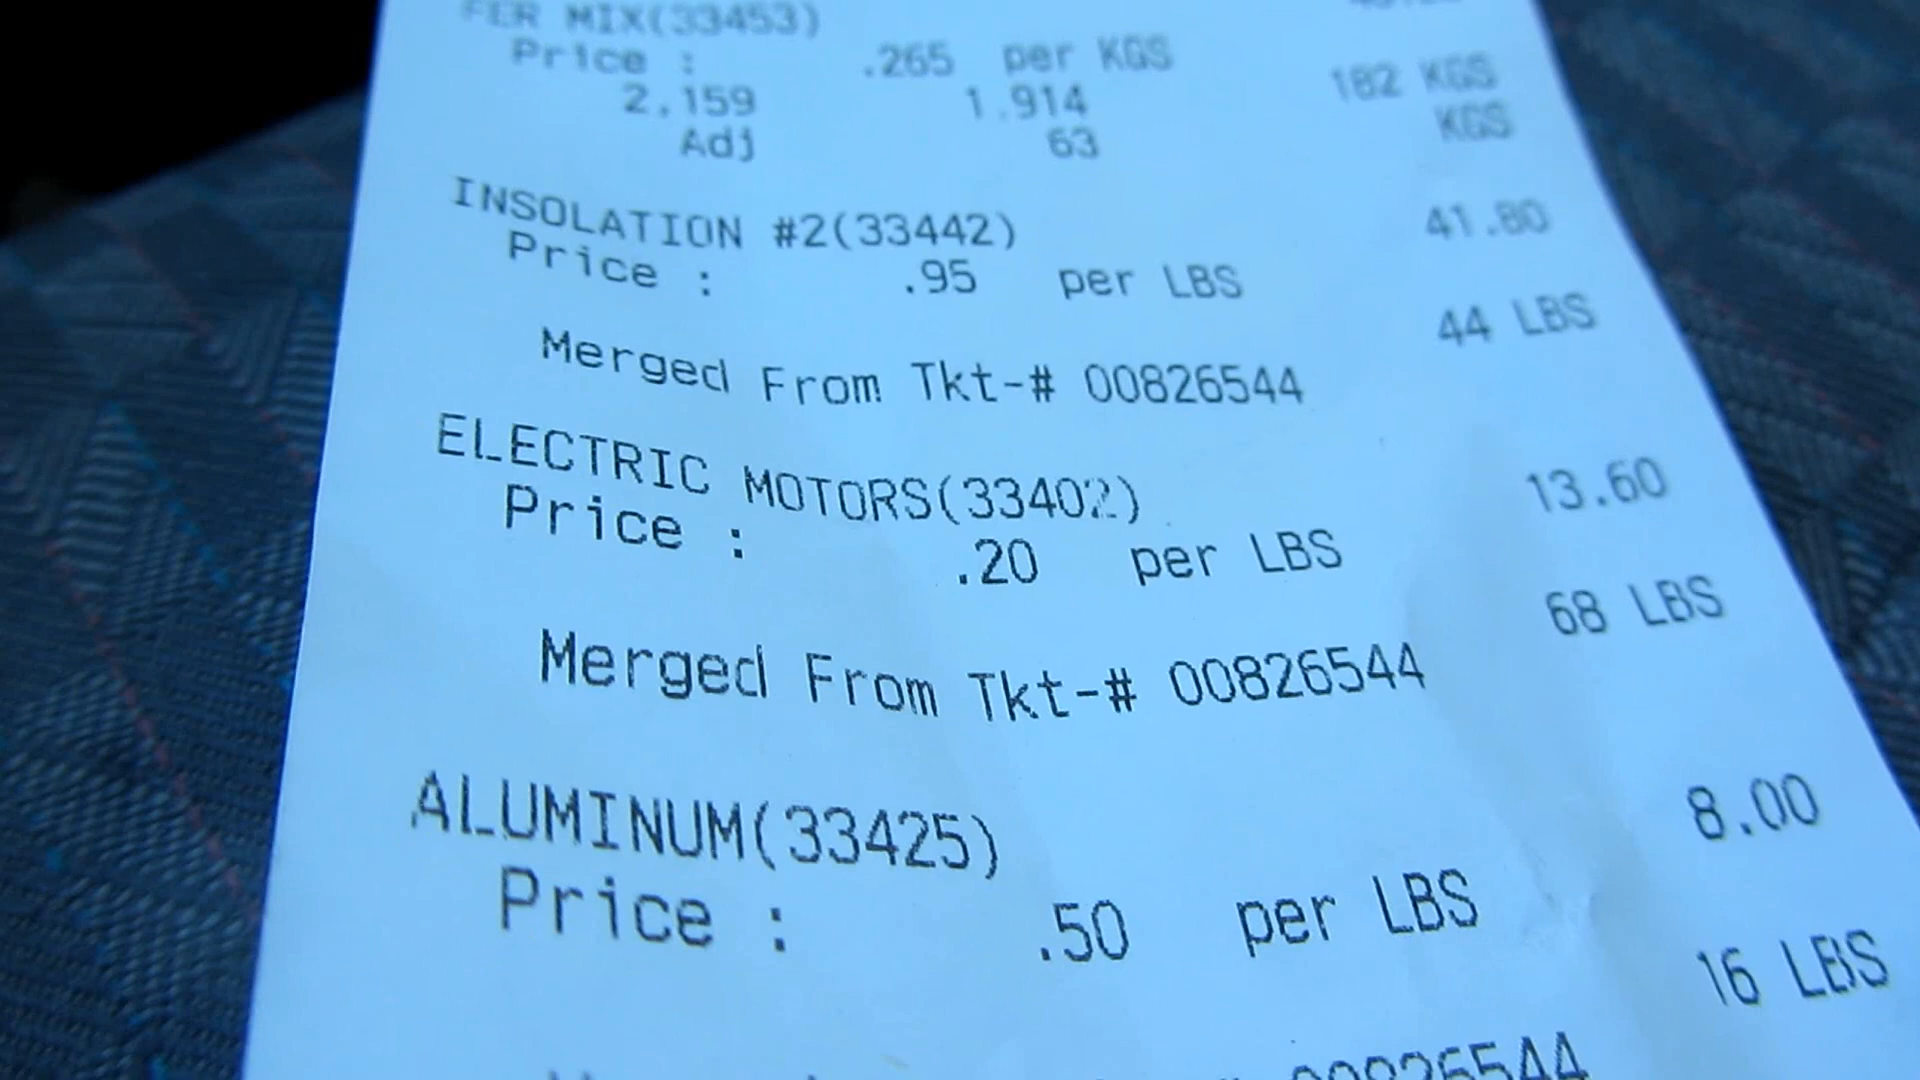 FER MIX(33453)
Price : .265 per KGS
2,159 1,914 182 KGS
Adj 63 KGS
INSOLATION #2(33442) 41.80
Price : .95 per LBS
44 LBS
Merged From Tkt-# 00826544
ELECTRIC MOTORS(33402) 13.60
Price : .20 per LBS
68 LBS
Merged From Tkt-# 00826544
ALUMINUM(33425) 8.00
Price : .50 per LBS
16 LBS
00826544